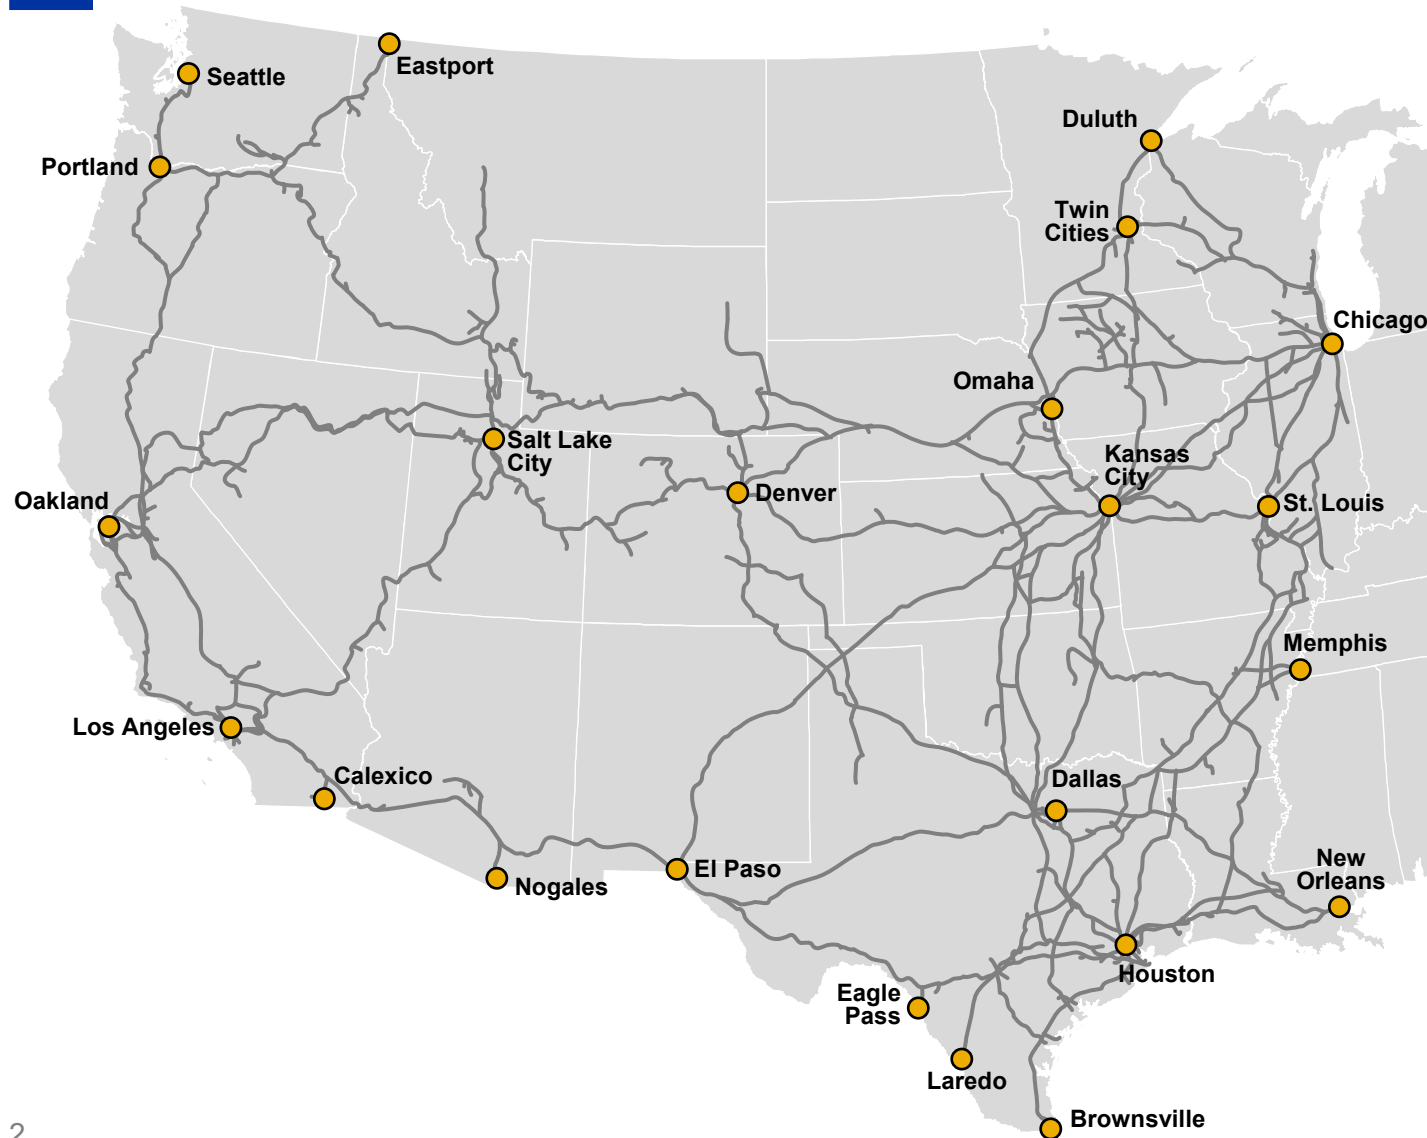 Eastport
Seattle
Duluth
Portland
Twin
Cities
Chicago
Omaha
Salt Lake
City
Kansas
City
Denver
Oakland
St. Louis
Memphis
Los Angeles
Calexico
Dallas
El Paso
New
Orleans
Nogales
Houston
Eagle
Pass
Laredo
Brownsville
2